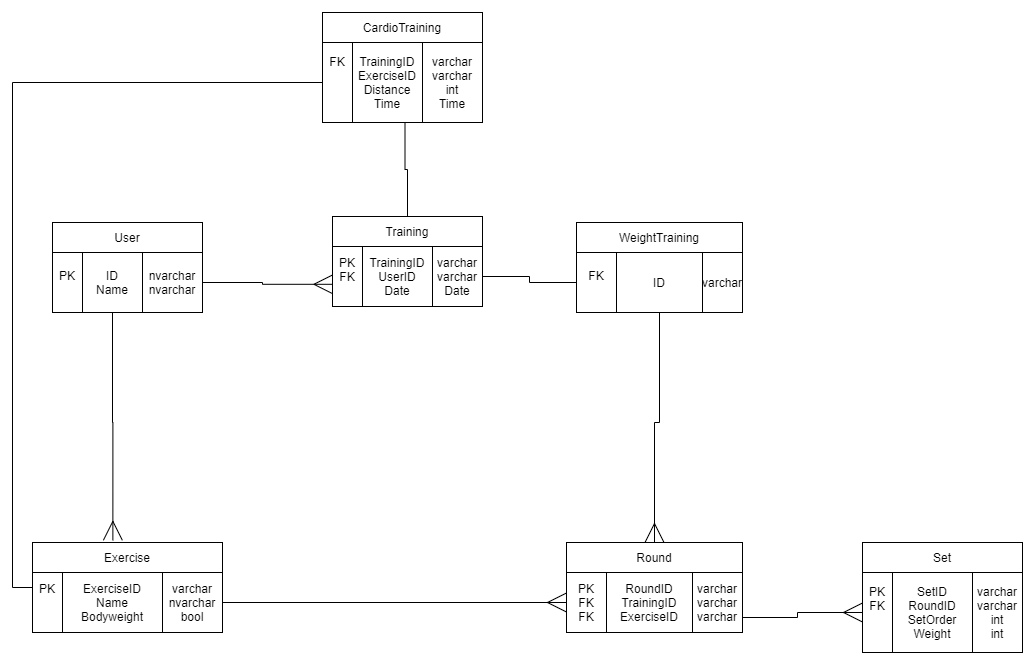 CardioTraining
FK TrainingID varchar
ExerciseID varchar
Distance int
Time Time
User
PK ID nvarchar
Name nvarchar
Training
PK TrainingID varchar
FK UserID varchar
Date Date
WeightTraining
FK ID varchar
Exercise
PK ExerciseID varchar
Name nvarchar
Bodyweight bool
Round
PK RoundID varchar
FK TrainingID varchar
FK ExerciseID varchar
Set
PK SetID varchar
FK RoundID varchar
SetOrder int
Weight int